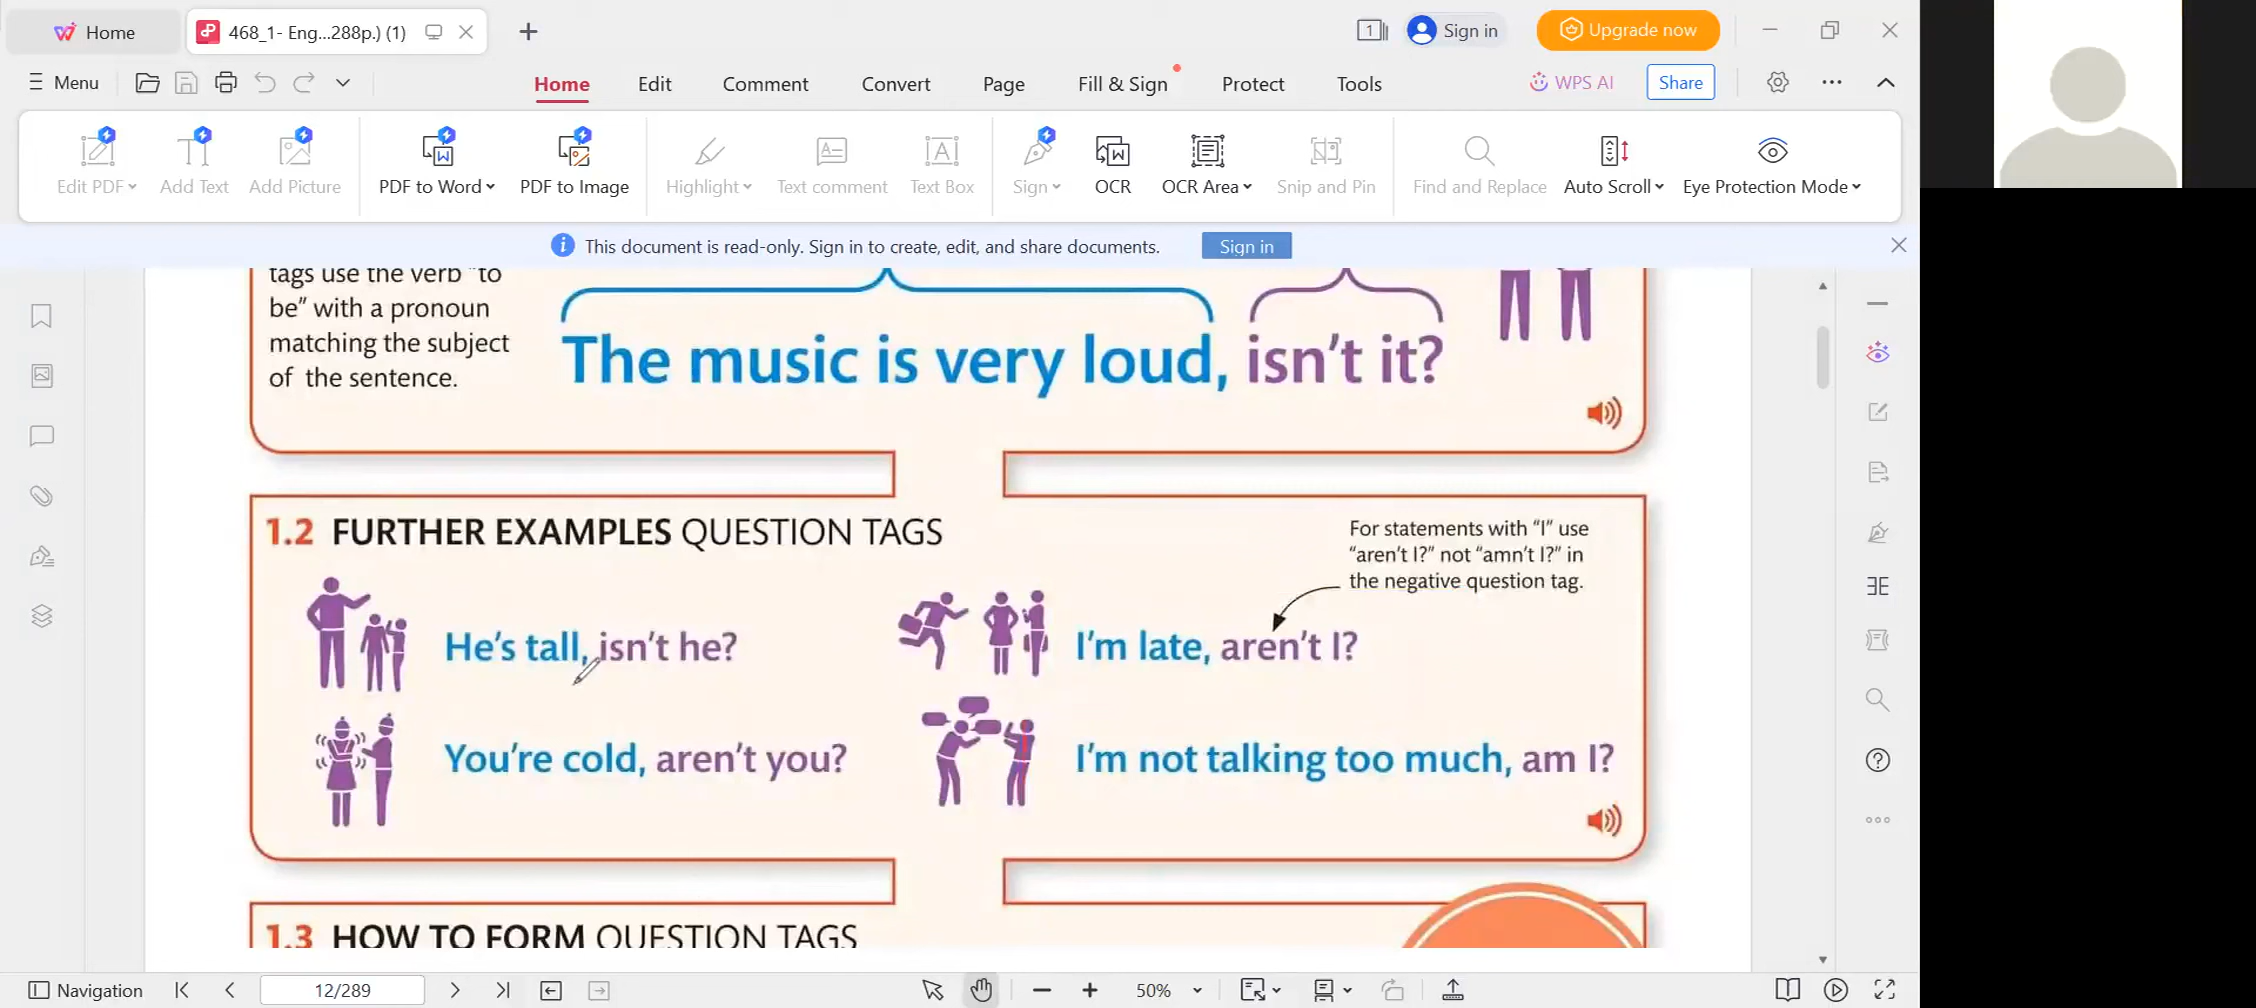 Home
468_1- Eng...288p.) (1)
1
Sign in
Upgrade now
Menu
Home
Edit
Comment
Convert
Page
Fill & Sign
Protect
Tools
WPS AI
Share
Edit PDF
Add Text
Add Picture
PDF to Word
PDF to Image
Highlight
Text comment
Text Box
Sign
OCR
OCR Area
Snip and Pin
Find and Replace
Auto Scroll
Eye Protection Mode
This document is read-only. Sign in to create, edit, and share documents.
Sign in
tags use the verb "to
be" with a pronoun
matching the subject
of the sentence.
The music is very loud, isn't it?
1.2 FURTHER EXAMPLES QUESTION TAGS
For statements with "I" use
"aren't I?" not "amn't I?" in
the negative question tag.
He's tall, isn't he?
I'm late, aren't I?
You're cold, aren't you?
I'm not talking too much, am I?
1.3 HOW TO FORM QUESTION TAGS
Navigation
12/289
50%